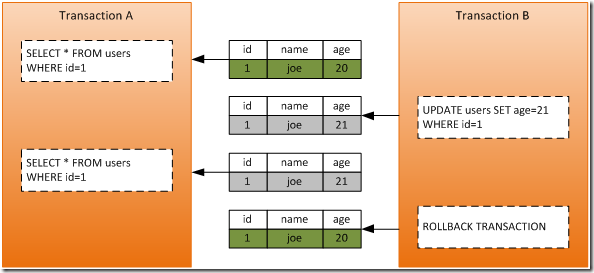 Transaction A
Transaction B
SELECT * FROM users
WHERE id=1
id name age
1 joe 20
id name age
1 joe 21
UPDATE users SET age=21
WHERE id=1
SELECT * FROM users
WHERE id=1
id name age
1 joe 21
id name age
1 joe 20
ROLLBACK TRANSACTION